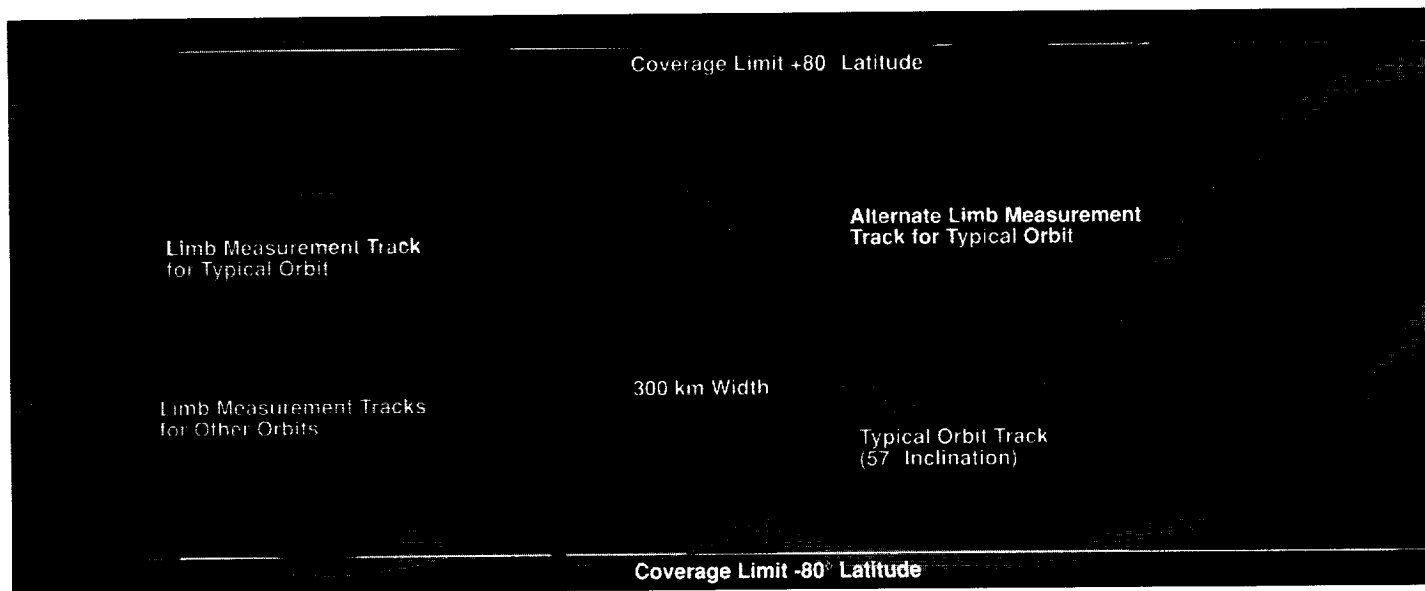 Coverage Limit +80 Latitude
Alternate Limb Measurement
Track for Typical Orbit
Limb Measurement Track
for Typical Orbit
300 km Width
Limb Measurement Tracks
for Other Orbits
Typical Orbit Track
(57 Inclination)
Coverage Limit -80° Latitude